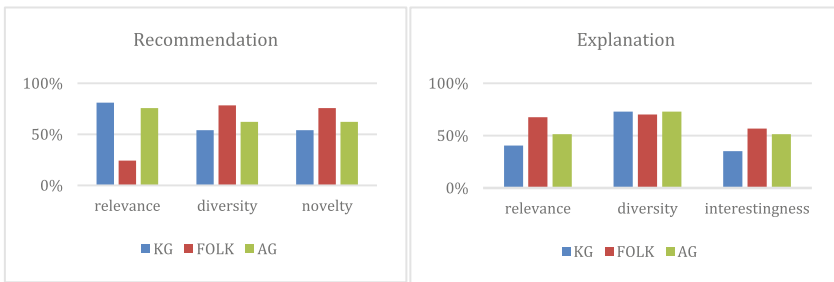 Recommendation
100%
50%
0%
relevance diversity novelty
KG FOLK AG
Explanation
100%
50%
0%
relevance diversity interestingness
KG FOLK AG